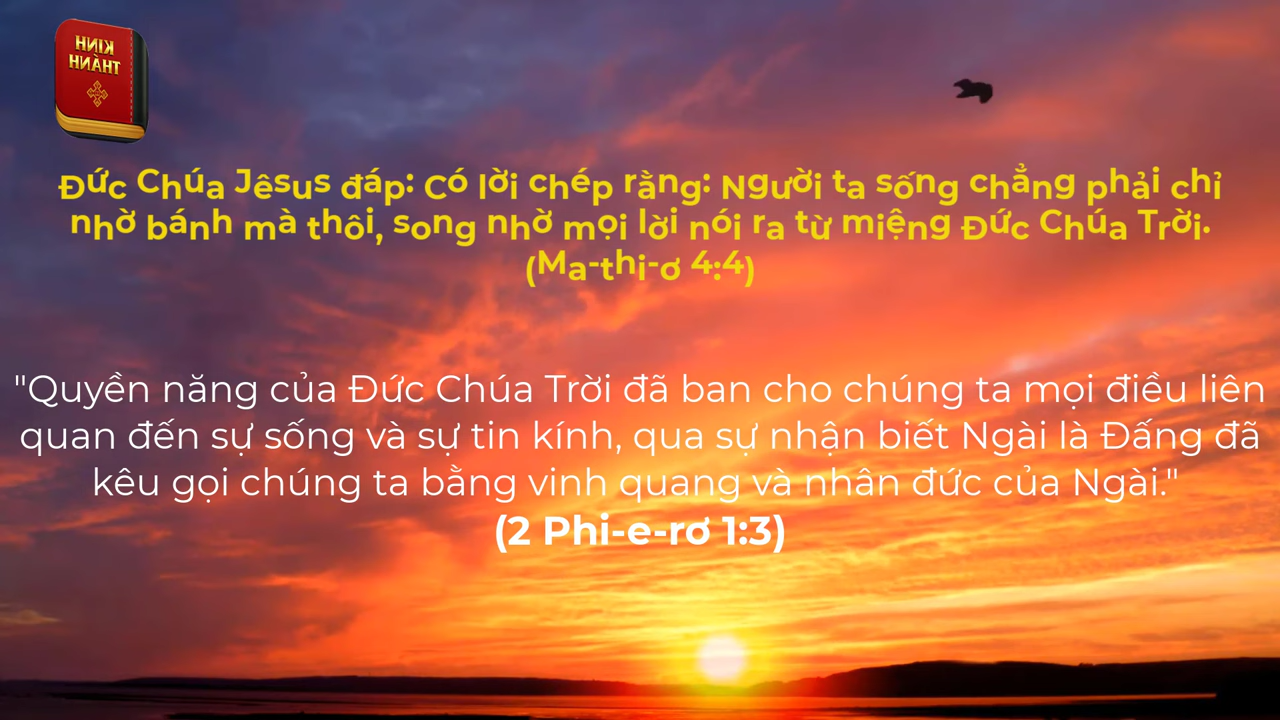 KINH
THÁNH
Đức Chúa Jêsus đáp: Có lời chép rằng: Người ta sống chẳng phải chỉ
nhờ bánh mà thôi, song nhờ mọi lời nói ra từ miệng Đức Chúa Trời.
(Ma-thi-ơ 4:4)
"Quyền năng của Đức Chúa Trời đã ban cho chúng ta mọi điều liên
quan đến sự sống và sự tin kính, qua sự nhận biết Ngài là Đấng đã
kêu gọi chúng ta bằng vinh quang và nhân đức của Ngài."
(2 Phi-e-rơ 1:3)